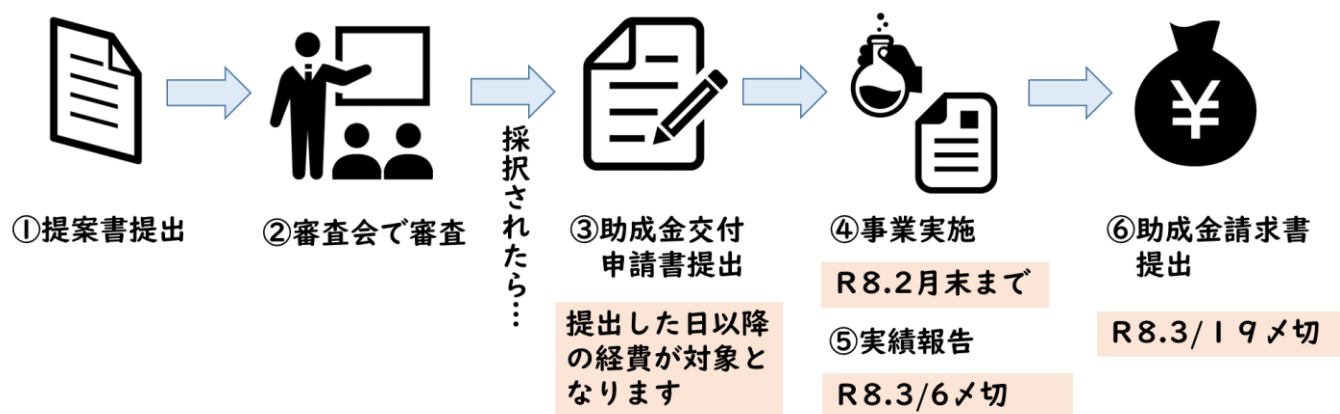 ①提案書提出
②審査会で審査
採択されたら…
③助成金交付
申請書提出
提出した日以降
の経費が対象と
なります
④事業実施
R8.2月末まで
⑤実績報告
R8.3/6〆切
¥
⑥助成金請求書
提出
R8.3/19〆切